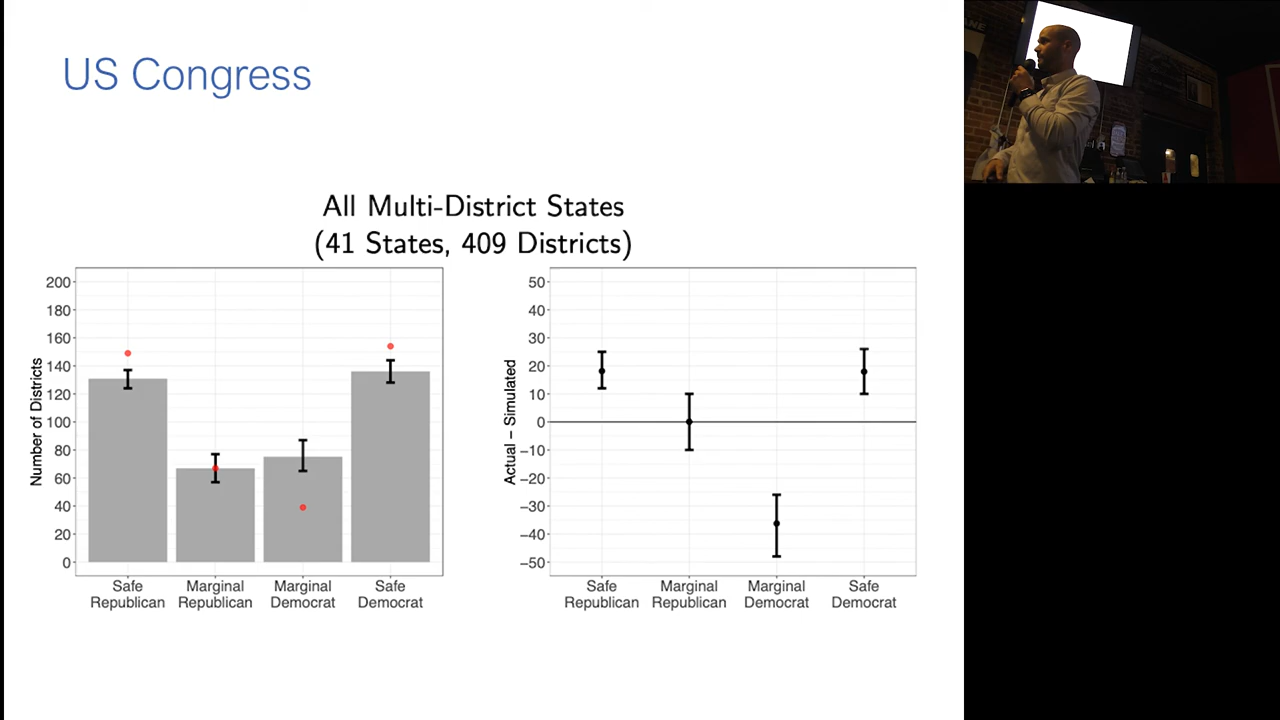 US Congress
All Multi-District States
(41 States, 409 Districts)
Number of Districts
200
180
160
140
120
100
80
60
40
20
0
Safe
Republican
Marginal
Republican
Marginal
Democrat
Safe
Democrat
Actual − Simulated
50
40
30
20
10
0
−10
−20
−30
−40
−50
Safe
Republican
Marginal
Republican
Marginal
Democrat
Safe
Democrat